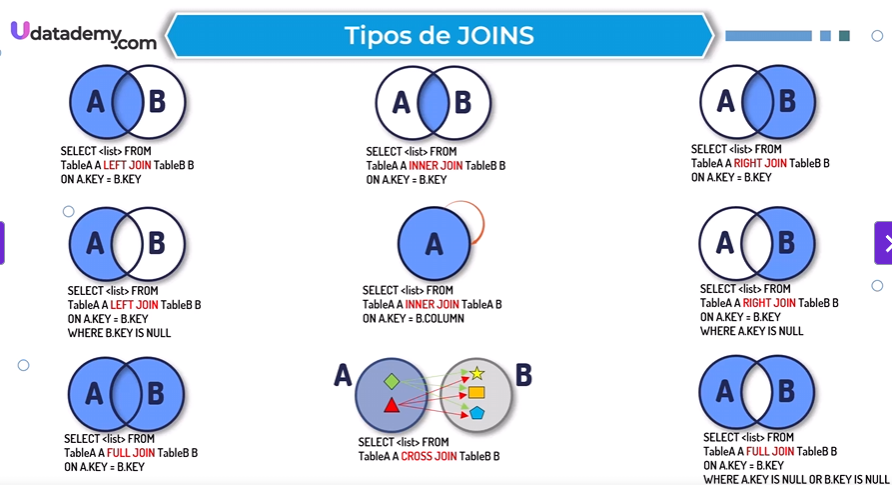 Udatademy.com
Tipos de JOINS
A B
SELECT <list> FROM
TableA A LEFT JOIN TableB B
ON A.KEY = B.KEY
A B
SELECT <list> FROM
TableA A INNER JOIN TableB B
ON A.KEY = B.KEY
A B
SELECT <list> FROM
TableA A RIGHT JOIN TableB B
ON A.KEY = B.KEY
A B
SELECT <list> FROM
TableA A LEFT JOIN TableB B
ON A.KEY = B.KEY
WHERE B.KEY IS NULL
A
SELECT <list> FROM
TableA A INNER JOIN TableA B
ON A.KEY = B.COLUMN
A B
SELECT <list> FROM
TableA A RIGHT JOIN TableB B
ON A.KEY = B.KEY
WHERE A.KEY IS NULL
A B
SELECT <list> FROM
TableA A FULL JOIN TableB B
ON A.KEY = B.KEY
A B
SELECT <list> FROM
TableA A CROSS JOIN TableB B
A B
SELECT <list> FROM
TableA A FULL JOIN TableB B
ON A.KEY = B.KEY
WHERE A.KEY IS NULL OR B.KEY IS NULL